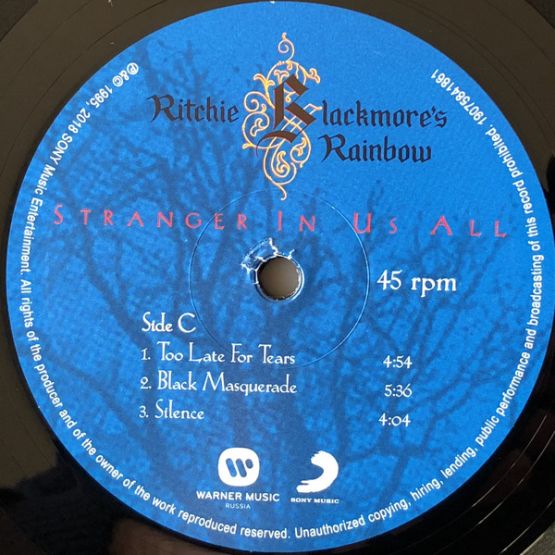 Ritchie Blackmore's
Rainbow
STRANGER IN US ALL
45 rpm
Side C
1. Too Late For Tears 4:54
2. Black Masquerade 5:36
3. Silence 4:04
WARNER MUSIC
RUSSIA
SONY MUSIC
℗&© 1995, 2018 SONY Music Entertainment. All rights of the producer and of the owner of the work reproduced reserved. Unauthorized copying, hiring, lending, public performance and broadcasting of this record prohibited. 19075841861